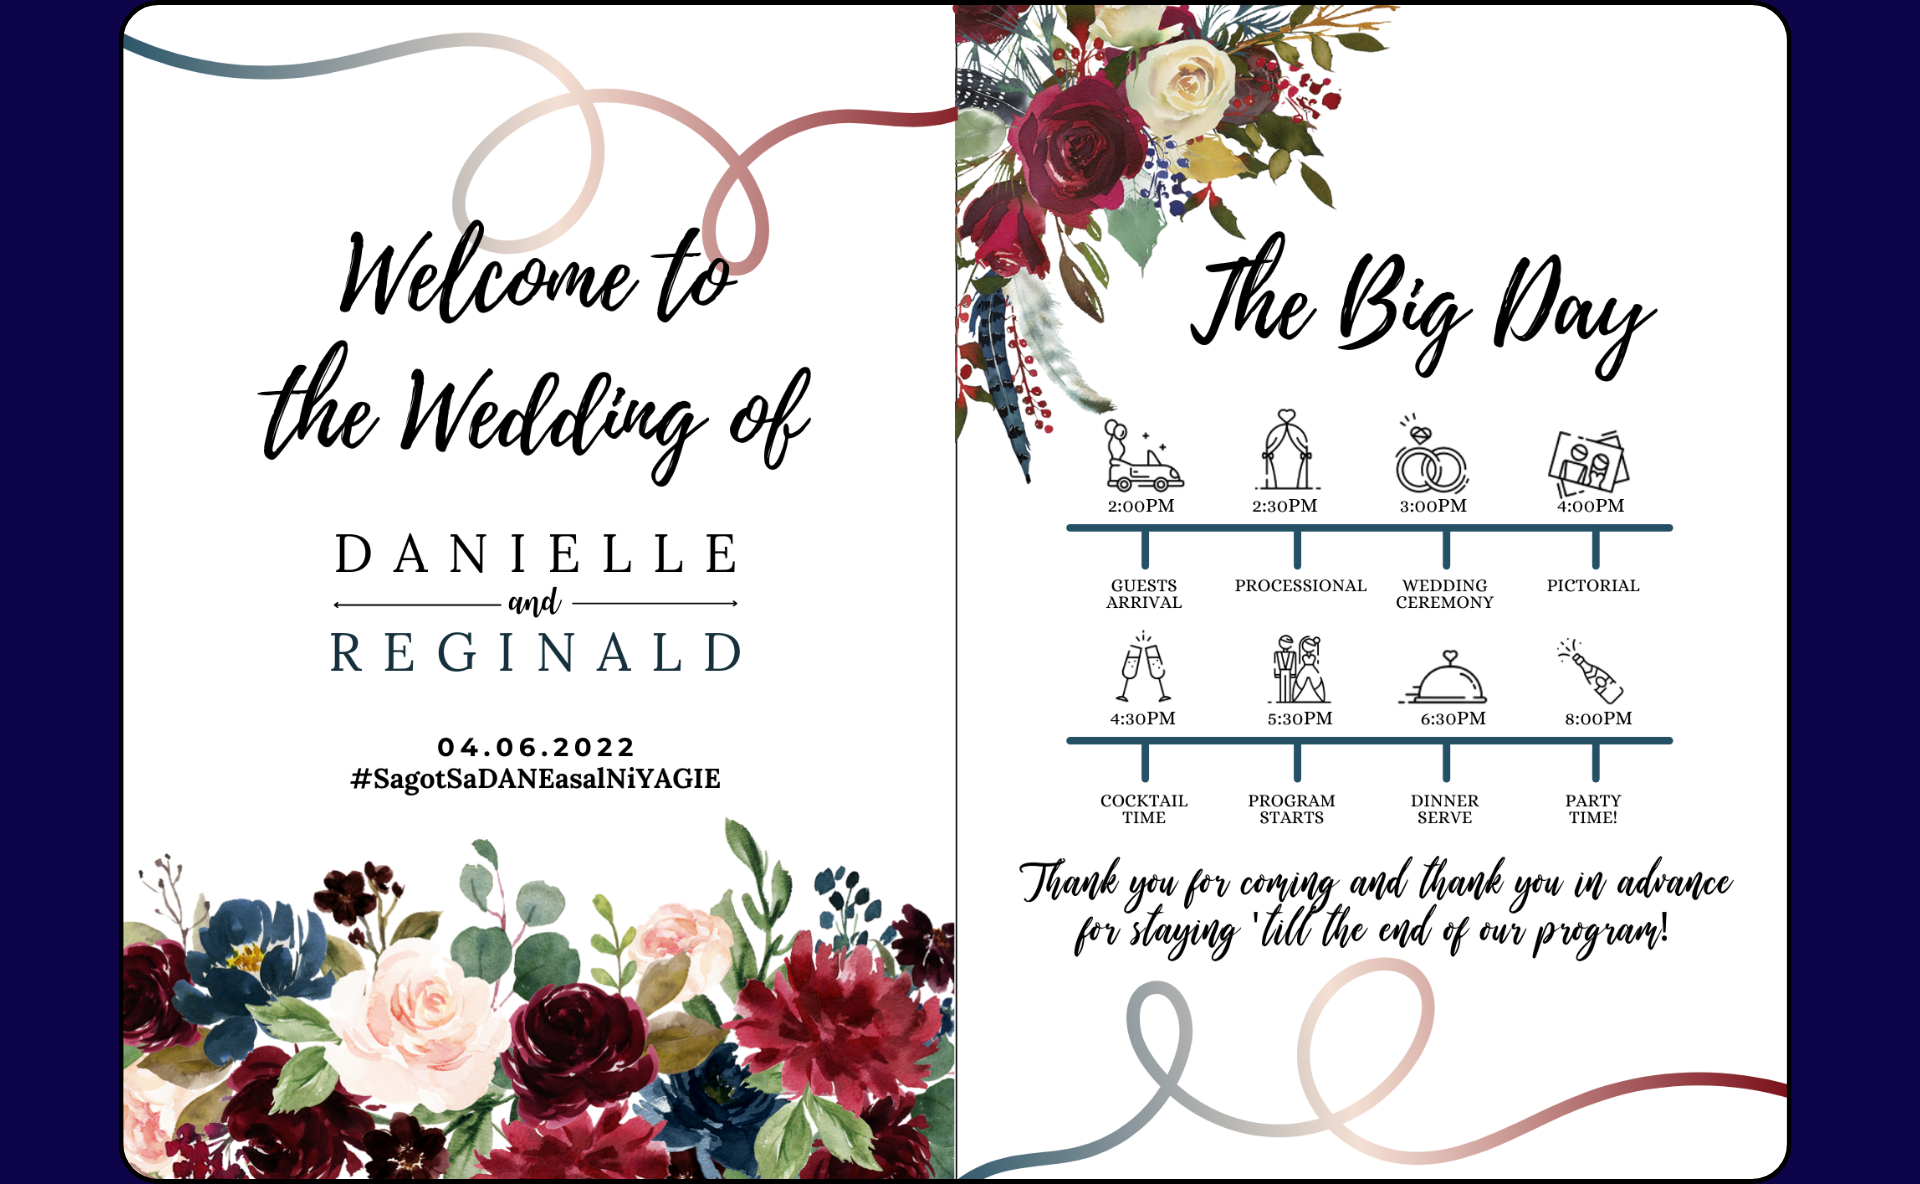 Welcome to
the Wedding of
DANIELLE
and
REGINALD
04.06.2022
#SagotSaDANEasalNiYAGIE
The Big Day
2:00PM 2:30PM 3:00PM 4:00PM
GUESTS ARRIVAL PROCESSIONAL WEDDING CEREMONY PICTORIAL
4:30PM 5:30PM 6:30PM 8:00PM
COCKTAIL TIME PROGRAM STARTS DINNER SERVE PARTY TIME!
Thank you for coming and thank you in advance
for staying 'till the end of our program!